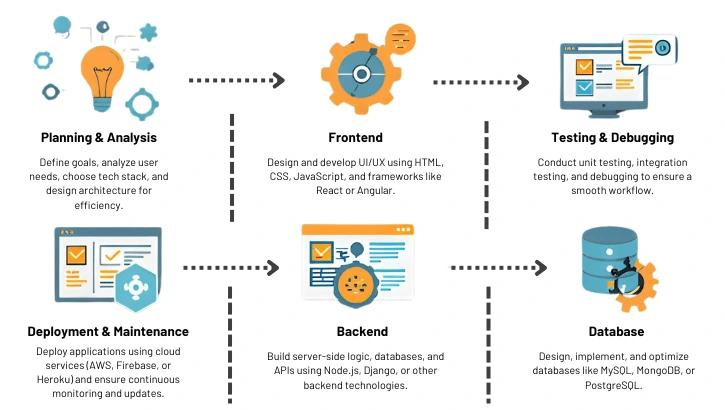 Planning & Analysis
Define goals, analyze user
needs, choose tech stack, and
design architecture for
efficiency.
Frontend
Design and develop UI/UX using HTML,
CSS, JavaScript, and frameworks like
React or Angular.
Testing & Debugging
Conduct unit testing, integration
testing, and debugging to ensure a
smooth workflow.
Deployment & Maintenance
Deploy applications using cloud
services (AWS, Firebase, or
Heroku) and ensure continuous
monitoring and updates.
Backend
Build server-side logic, databases, and
APIs using Node.js, Django, or other
backend technologies.
Database
Design, implement, and optimize
databases like MySQL, MongoDB, or
PostgreSQL.